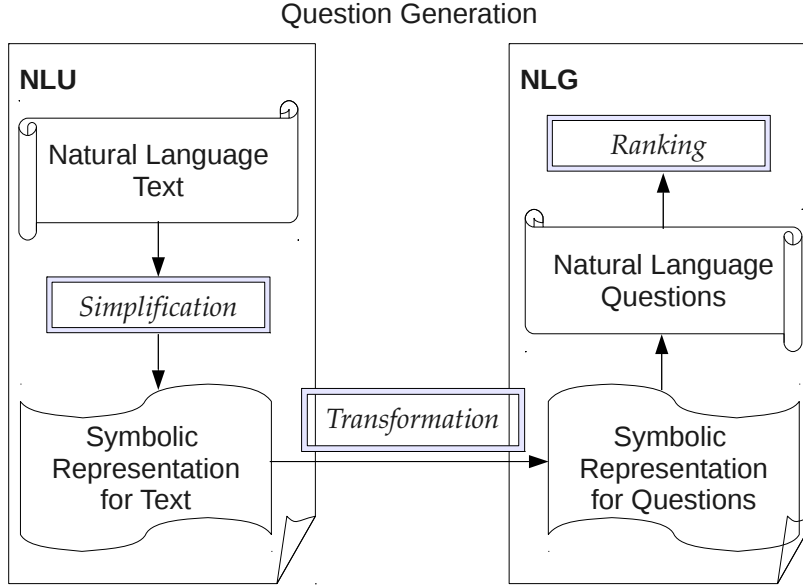 Question Generation
NLU
Natural Language
Text
Simplification
Symbolic
Representation
for Text
Transformation
NLG
Ranking
Natural Language
Questions
Symbolic
Representation
for Questions